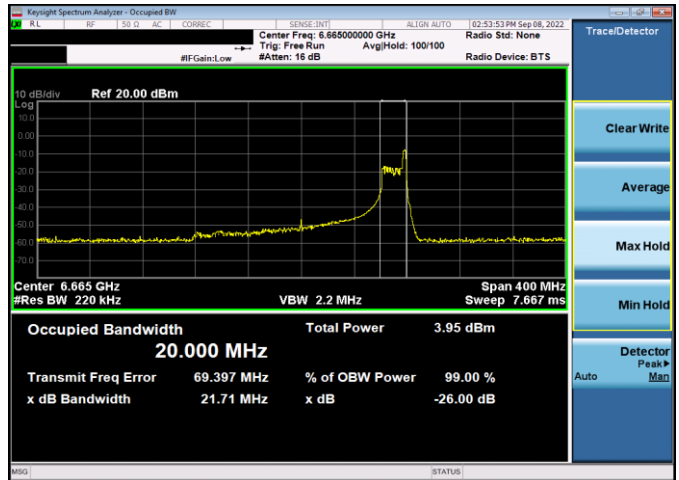 Keysight Spectrum Analyzer - Occupied BW
RL RF 50 Ω AC CORREC SENSE:INT ALIGN AUTO 02:53:53 PM Sep 08, 2022
Center Freq: 6.665000000 GHz Radio Std: None
Trig: Free Run Avg|Hold: 100/100
#IFGain:Low #Atten: 16 dB Radio Device: BTS
Trace/Detector
10 dB/div Ref 20.00 dBm
Log
10.0
0.00
-10.0
-20.0
-30.0
-40.0
-50.0
-60.0
-70.0
Center 6.665 GHz Span 400 MHz
#Res BW 220 kHz VBW 2.2 MHz Sweep 7.667 ms
Occupied Bandwidth Total Power 3.95 dBm
20.000 MHz
Transmit Freq Error 69.397 MHz % of OBW Power 99.00 %
x dB Bandwidth 21.71 MHz x dB -26.00 dB
Clear Write
Average
Max Hold
Min Hold
Detector
Peak▶
Auto Man
MSG STATUS